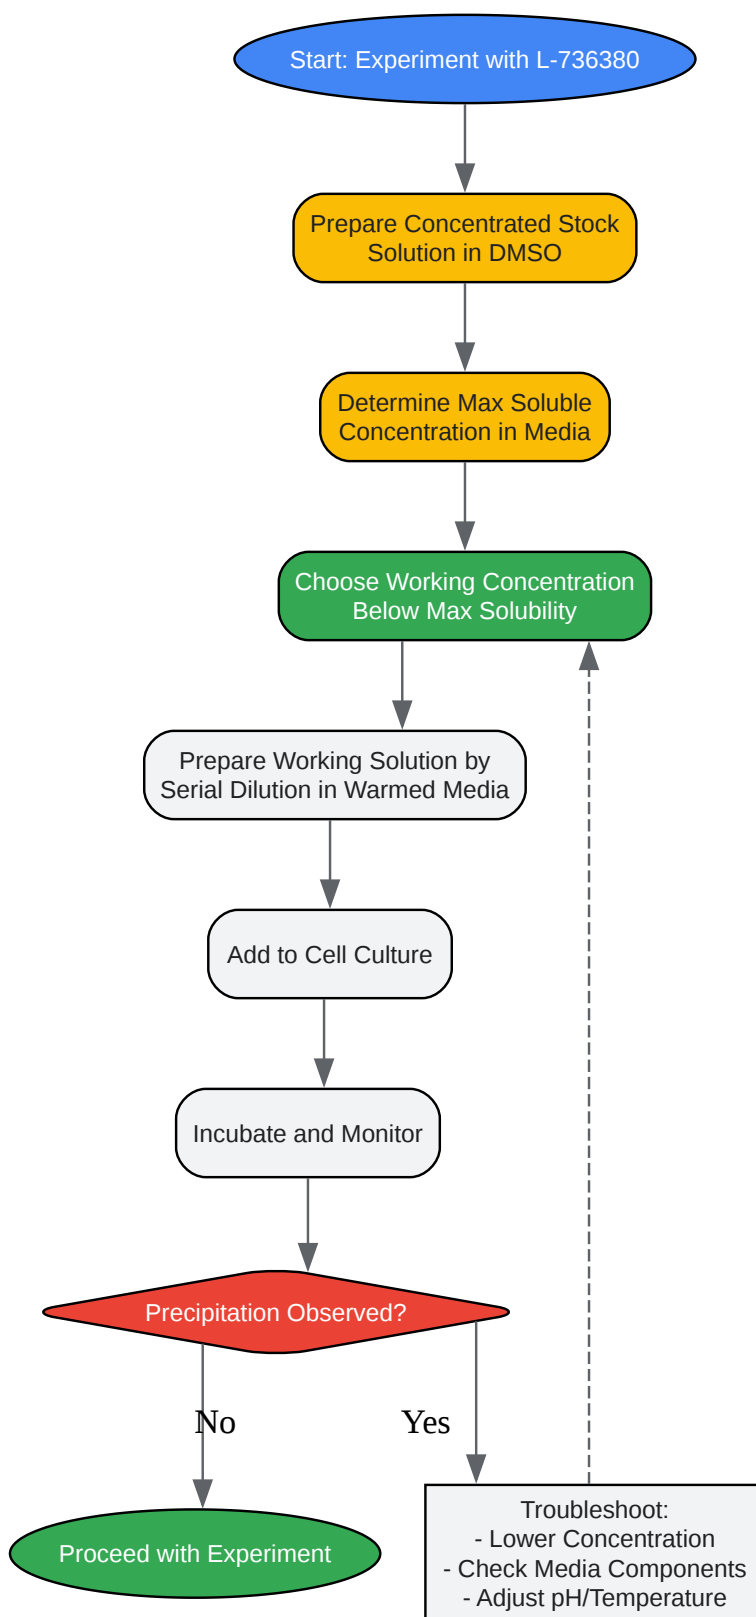 Start: Experiment with L-736380
Prepare Concentrated Stock
Solution in DMSO
Determine Max Soluble
Concentration in Media
Choose Working Concentration
Below Max Solubility
Prepare Working Solution by
Serial Dilution in Warmed Media
Add to Cell Culture
Incubate and Monitor
Precipitation Observed?
No
Yes
Proceed with Experiment
Troubleshoot:
- Lower Concentration
- Check Media Components
- Adjust pH/Temperature